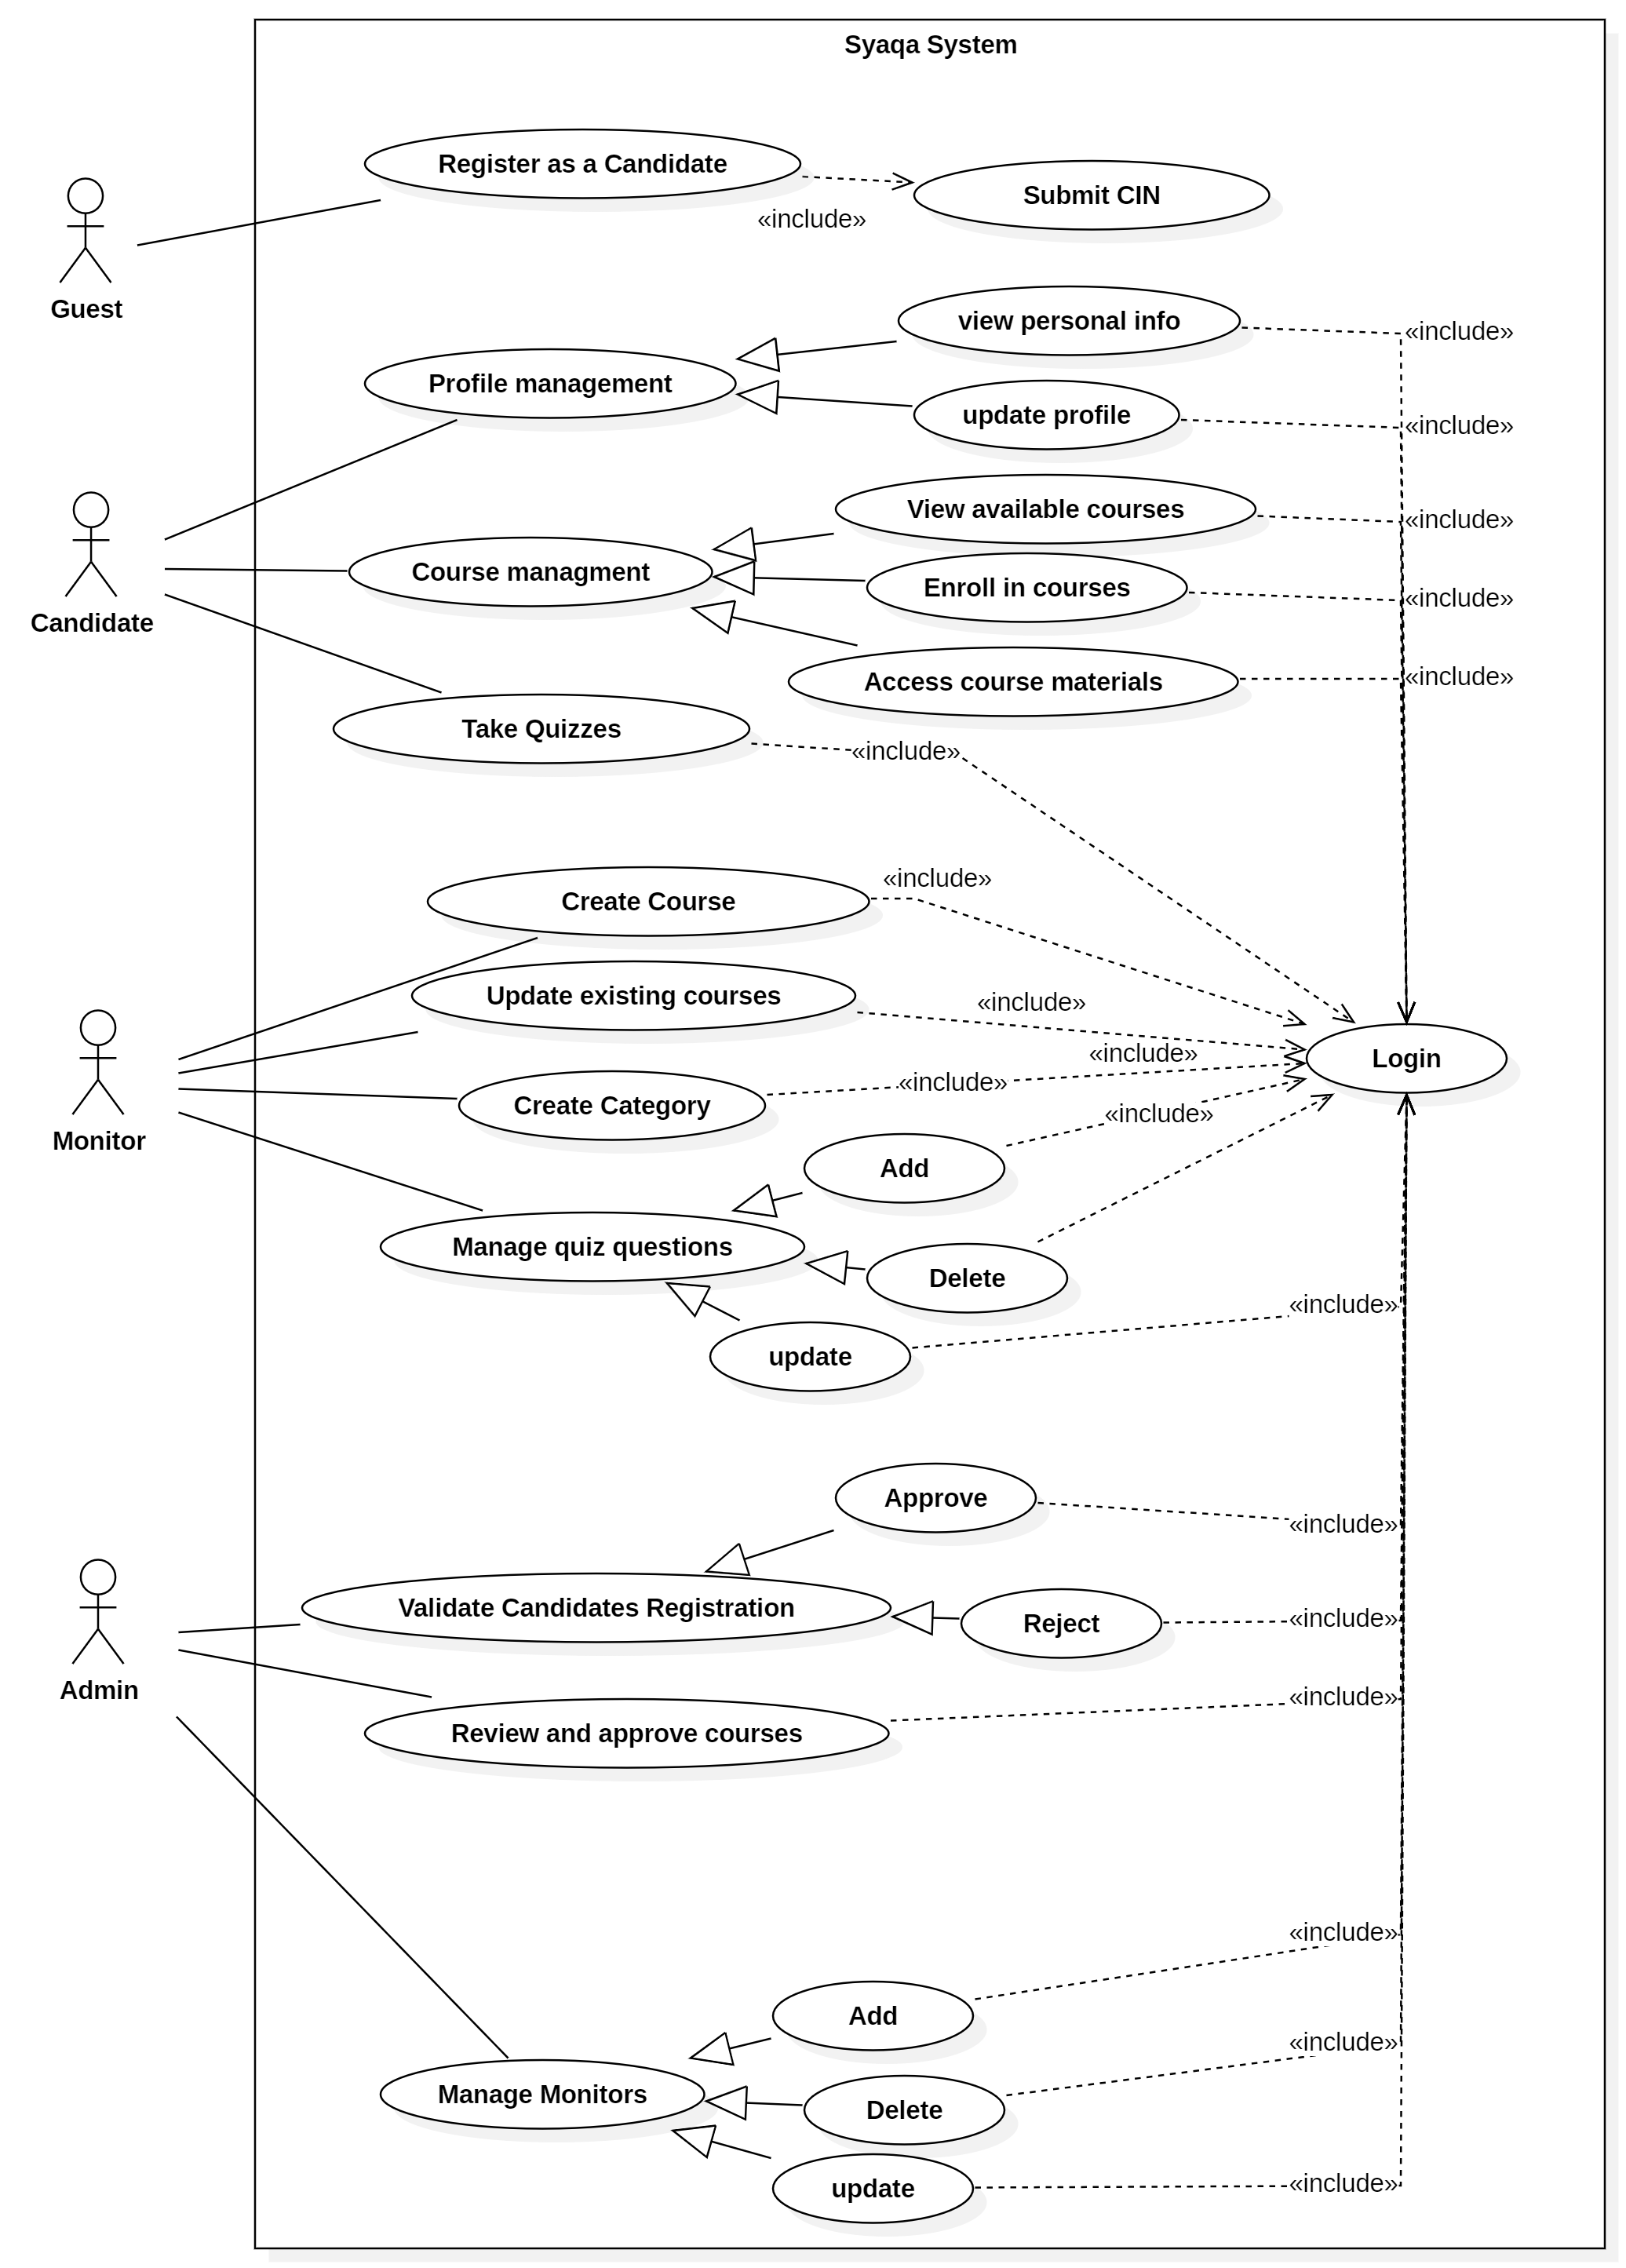 Syaqa System
Register as a Candidate
Submit CIN
«include»
Guest
view personal info
«include»
Profile management
update profile
«include»
View available courses
«include»
Course managment
Enroll in courses
«include»
Candidate
Access course materials
«include»
Take Quizzes
«include»
Create Course
«include»
Update existing courses
«include»
«include»
Login
«include»
Create Category
«include»
Monitor
Add
Manage quiz questions
Delete
«include»
update
Approve
«include»
Validate Candidates Registration
Reject
«include»
Admin
«include»
Review and approve courses
«include»
Add
«include»
Manage Monitors
Delete
«include»
update